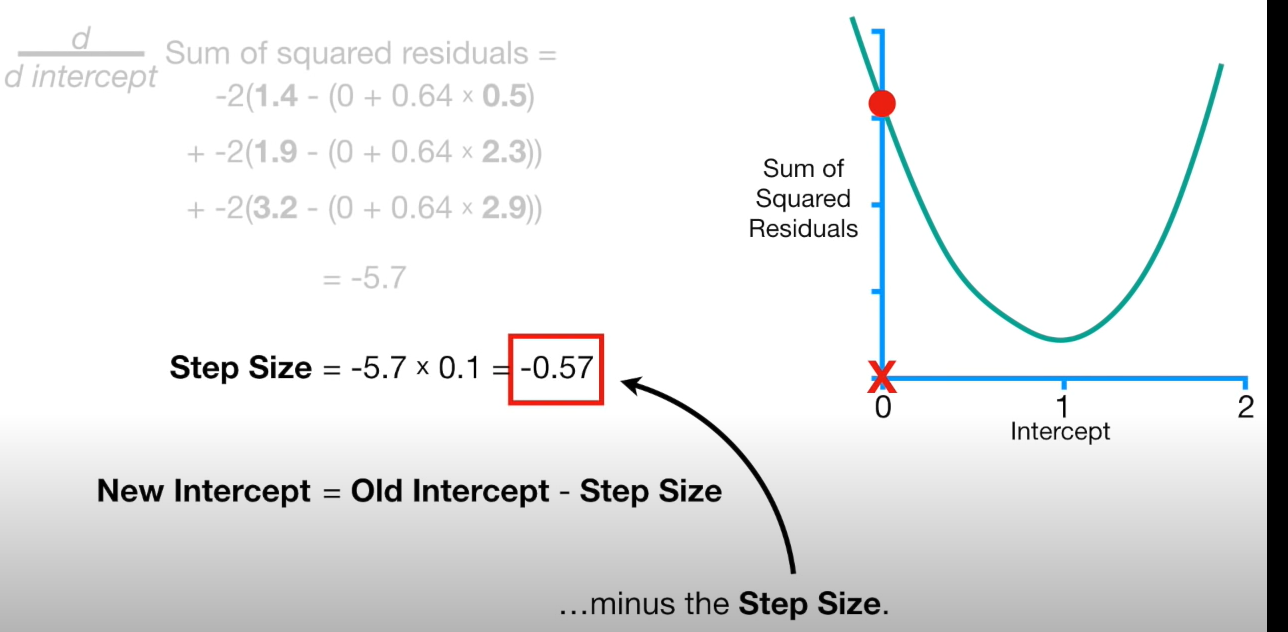 d
d intercept
Sum of squared residuals =
-2(1.4 - (0 + 0.64 × 0.5)
+ -2(1.9 - (0 + 0.64 × 2.3))
+ -2(3.2 - (0 + 0.64 × 2.9))
= -5.7
Step Size = -5.7 × 0.1 = -0.57
New Intercept = Old Intercept - Step Size
...minus the Step Size.
Sum of
Squared
Residuals
X
0 1 2
Intercept